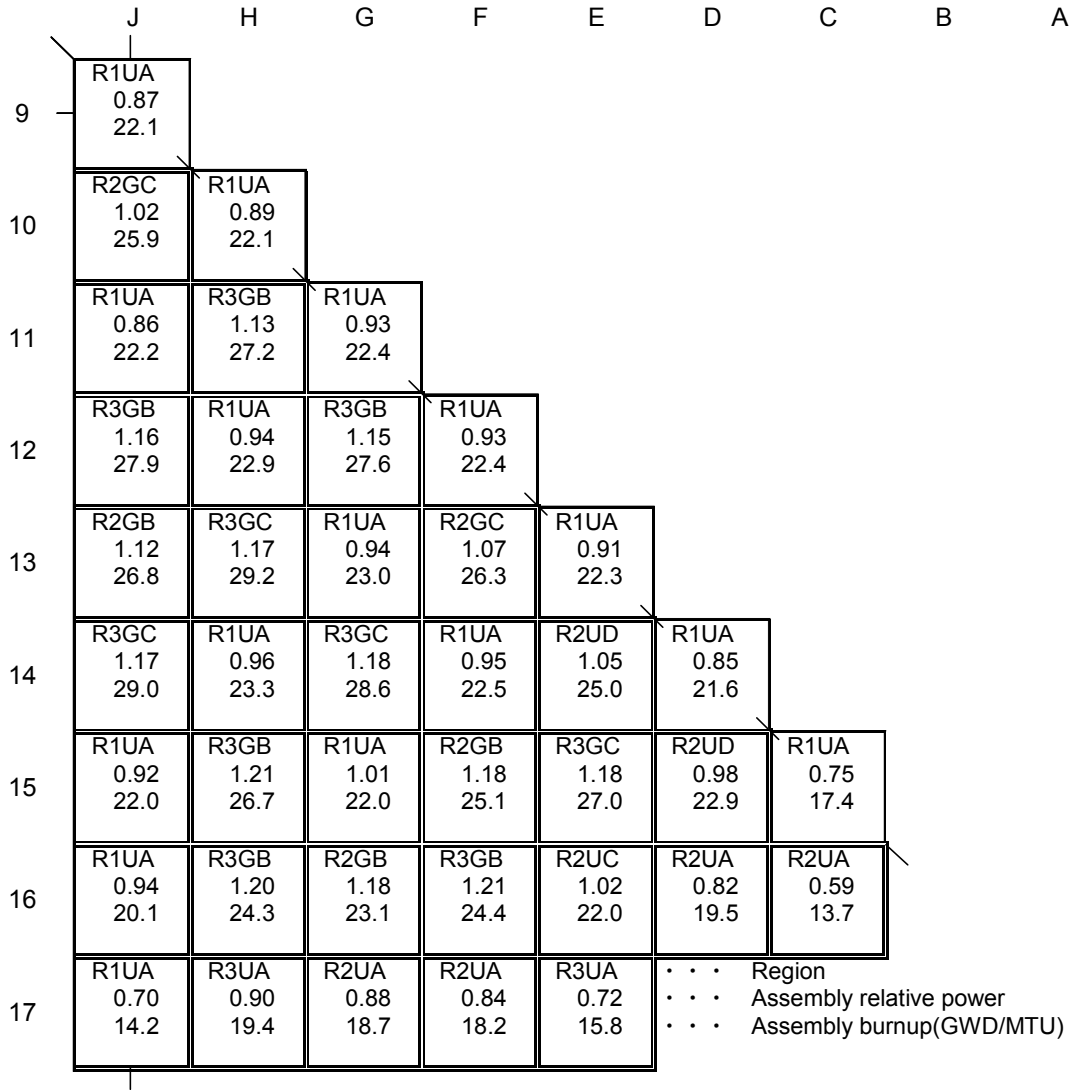 J H G F E D C B A
9
R1UA
0.87
22.1
10
R2GC R1UA
1.02 0.89
25.9 22.1
11
R1UA R3GB R1UA
0.86 1.13 0.93
22.2 27.2 22.4
12
R3GB R1UA R3GB R1UA
1.16 0.94 1.15 0.93
27.9 22.9 27.6 22.4
13
R2GB R3GC R1UA R2GC R1UA
1.12 1.17 0.94 1.07 0.91
26.8 29.2 23.0 26.3 22.3
14
R3GC R1UA R3GC R1UA R2UD R1UA
1.17 0.96 1.18 0.95 1.05 0.85
29.0 23.3 28.6 22.5 25.0 21.6
15
R1UA R3GB R1UA R2GB R3GC R2UD R1UA
0.92 1.21 1.01 1.18 1.18 0.98 0.75
22.0 26.7 22.0 25.1 27.0 22.9 17.4
16
R1UA R3GB R2GB R3GB R2UC R2UA R2UA
0.94 1.20 1.18 1.21 1.02 0.82 0.59
20.1 24.3 23.1 24.4 22.0 19.5 13.7
17
R1UA R3UA R2UA R2UA R3UA ・・・ Region
0.70 0.90 0.88 0.84 0.72 ・・・ Assembly relative power
14.2 19.4 18.7 18.2 15.8 ・・・ Assembly burnup(GWD/MTU)